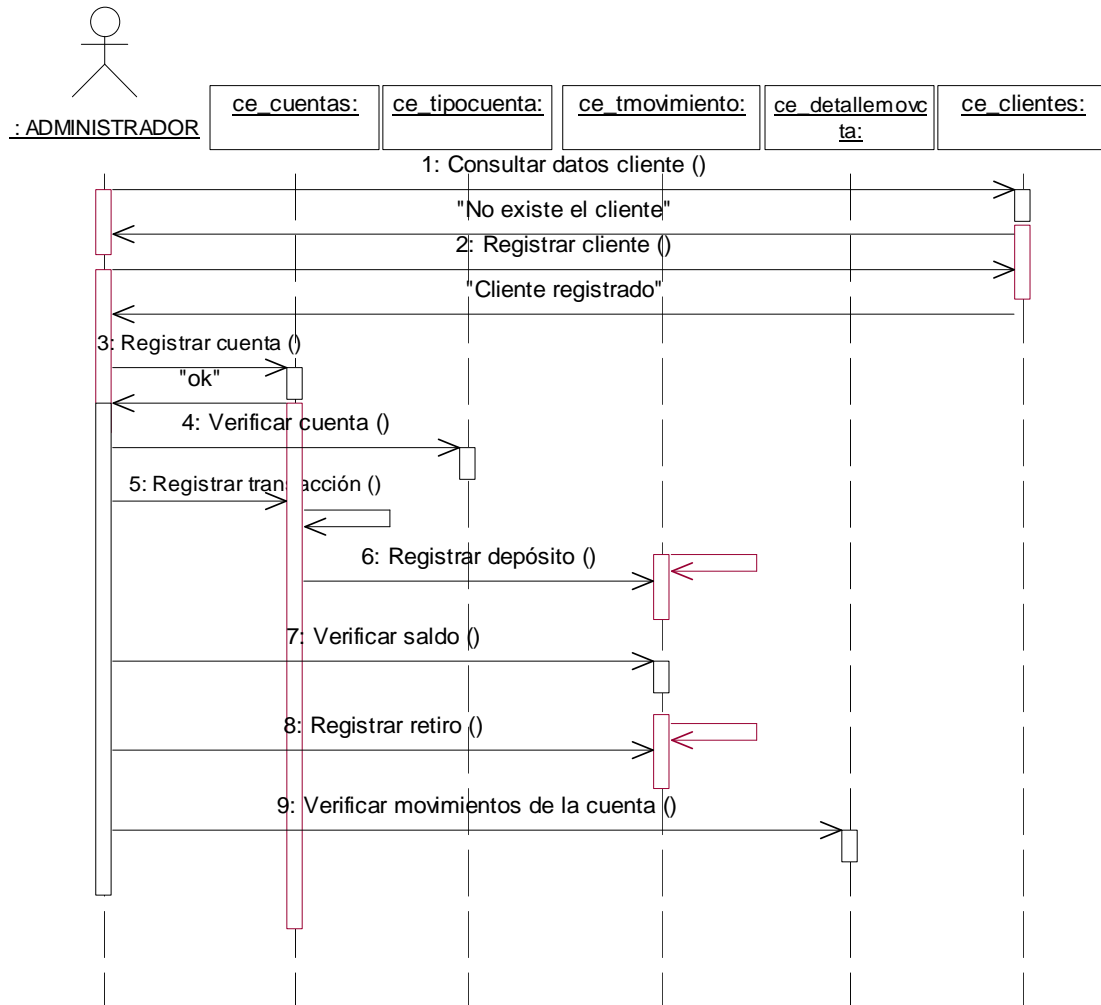 : ADMINISTRADOR
ce_cuentas:
ce_tipocuenta:
ce_tmovimiento:
ce_detallemovc
ta:
ce_clientes:
1: Consultar datos cliente ()
"No existe el cliente"
2: Registrar cliente ()
"Cliente registrado"
3: Registrar cuenta ()
"ok"
4: Verificar cuenta ()
5: Registrar transacción ()
6: Registrar depósito ()
7: Verificar saldo ()
8: Registrar retiro ()
9: Verificar movimientos de la cuenta ()